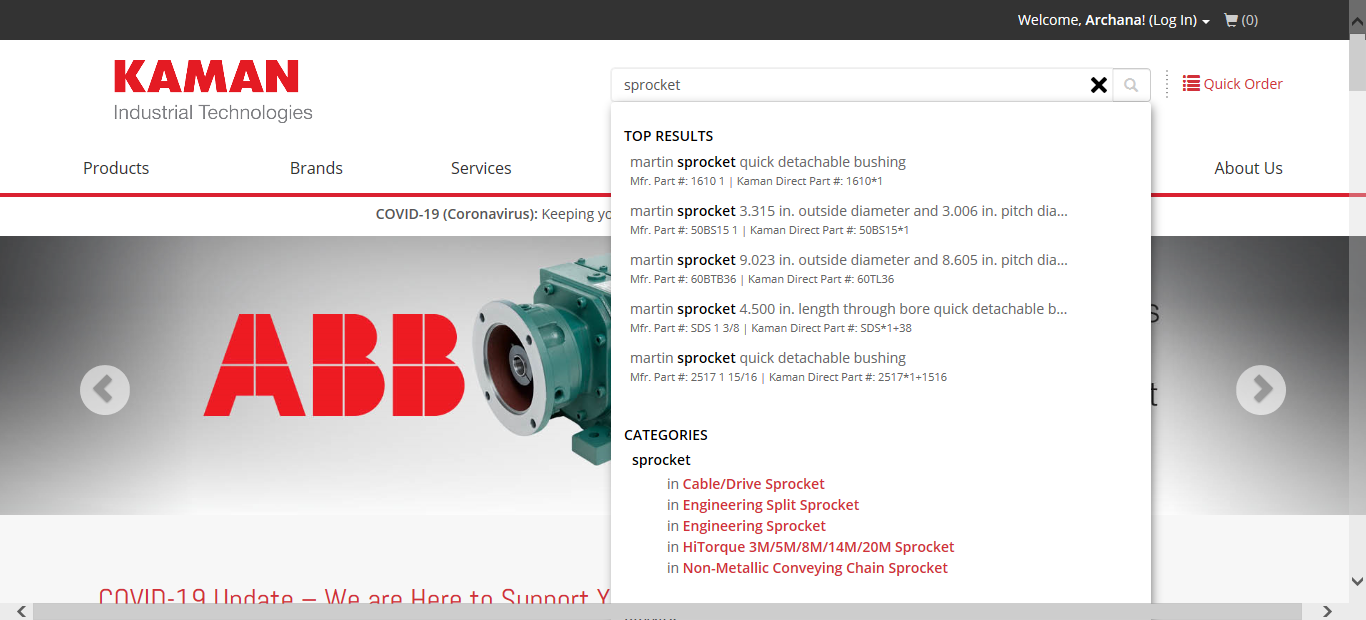 Welcome, Archana! (Log In) (0)
KAMAN
Industrial Technologies
sprocket
Quick Order
Products Brands Services About Us
COVID-19 (Coronavirus): Keeping
TOP RESULTS
martin sprocket quick detachable bushing
Mfr. Part #: 1610 1 | Kaman Direct Part #: 1610*1
martin sprocket 3.315 in. outside diameter and 3.006 in. pitch dia...
Mfr. Part #: 50BS15 1 | Kaman Direct Part #: 50BS15*1
martin sprocket 9.023 in. outside diameter and 8.605 in. pitch dia...
Mfr. Part #: 60BTB36 | Kaman Direct Part #: 60TL36
martin sprocket 4.500 in. length through bore quick detachable b...
Mfr. Part #: SDS 1 3/8 | Kaman Direct Part #: SDS*1+38
martin sprocket quick detachable bushing
Mfr. Part #: 2517 1 15/16 | Kaman Direct Part #: 2517*1+1516
ABB
CATEGORIES
sprocket
in Cable/Drive Sprocket
in Engineering Split Sprocket
in Engineering Sprocket
in HiTorque 3M/5M/8M/14M/20M Sprocket
in Non-Metallic Conveying Chain Sprocket
COVID-19 Update – We are Here to Support